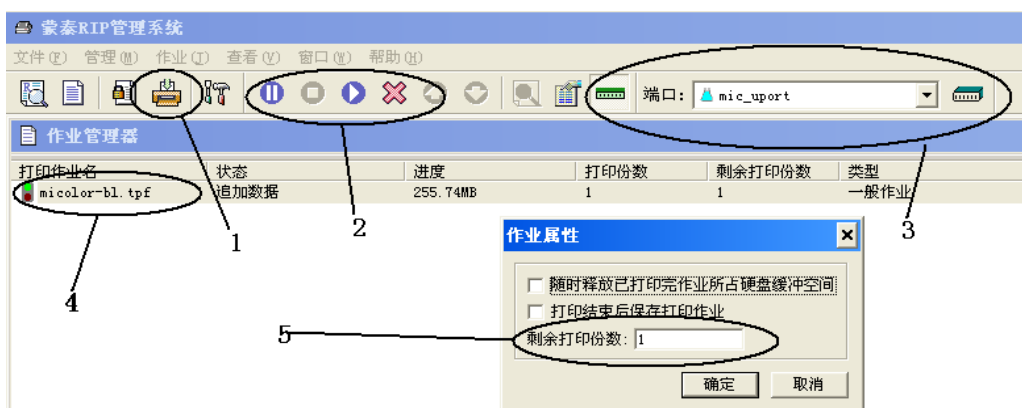 蒙泰RIP管理系统
文件(F) 管理(M) 作业(J) 查看(V) 窗口(W) 帮助(H)
端口: mic_uport
作业管理器
打印作业名 状态 进度 打印份数 剩余打印份数 类型
micolor-bl.tpf 追加数据 255.74MB 1 1 一般作业
1 2 3
作业属性
随时释放已打印完作业所占硬盘缓冲空间
4
打印结束后保存打印作业
5 剩余打印份数: 1
确定 取消